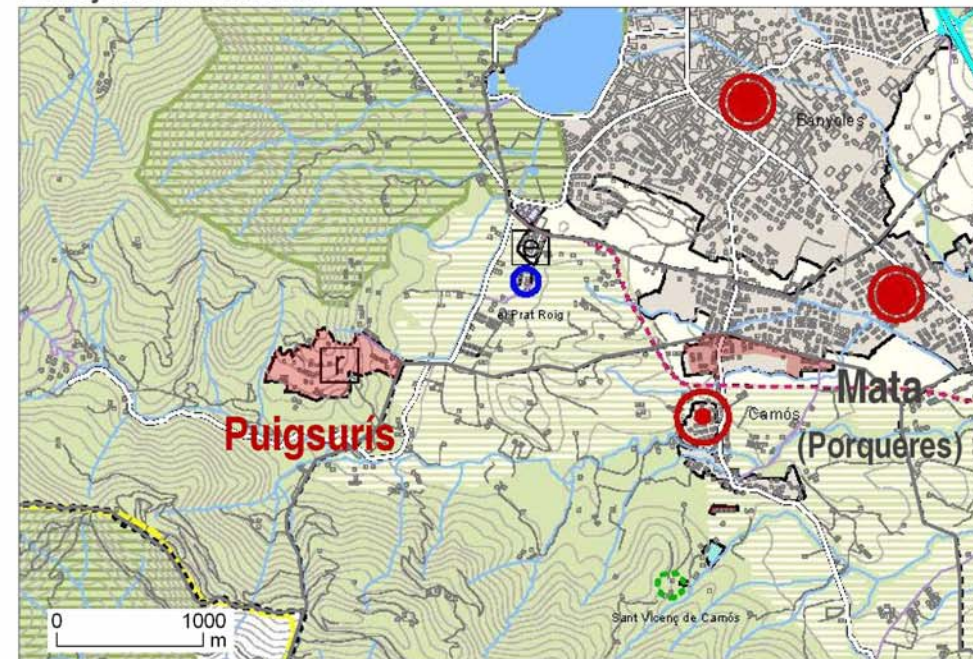 Banyoles
e
el Prat Roig
r
Puigsurís
Mata
Camós
(Porqueres)
Sant Vicenç de Camós
0 1000
m